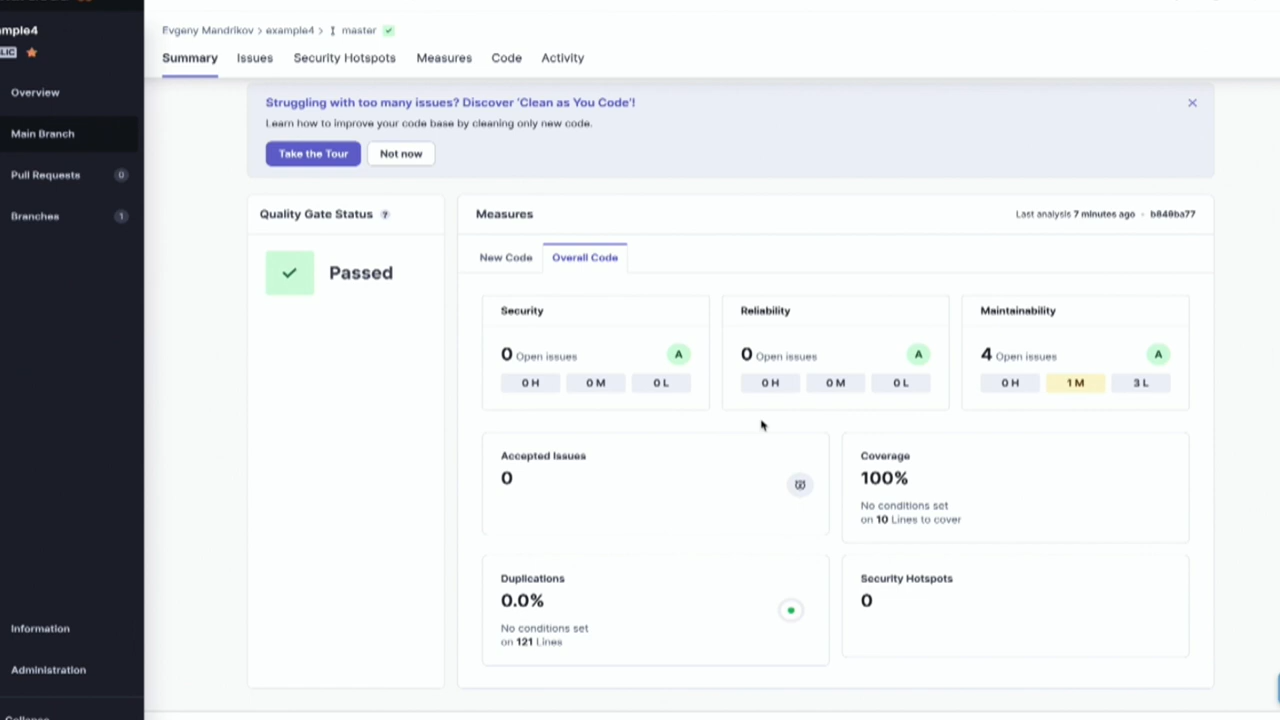 Evgeny Mandrikov > example4 > master
Summary Issues Security Hotspots Measures Code Activity
Overview
Main Branch
Pull Requests 0
Branches 1
Information
Administration
Struggling with too many issues? Discover 'Clean as You Code'!
Learn how to improve your code base by cleaning only new code.
Take the Tour Not now
Quality Gate Status ?
Passed
Measures
Last analysis 7 minutes ago
New Code Overall Code
Security
0 Open issues A
0 H 0 M 0 L
Reliability
0 Open issues A
0 H 0 M 0 L
Maintainability
4 Open issues A
0 H 1 M 3 L
Accepted Issues
0
Coverage
100%
No conditions set
on 10 Lines to cover
Duplications
0.0%
No conditions set
on 121 Lines
Security Hotspots
0